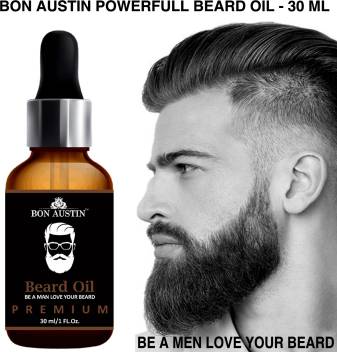 BON AUSTIN POWERFULL BEARD OIL - 30 ML
BON AUSTIN™
Beard Oil
BE A MAN LOVE YOUR BEARD
PREMIUM
30 ml/1 Fl.Oz.
BE A MEN LOVE YOUR BEARD